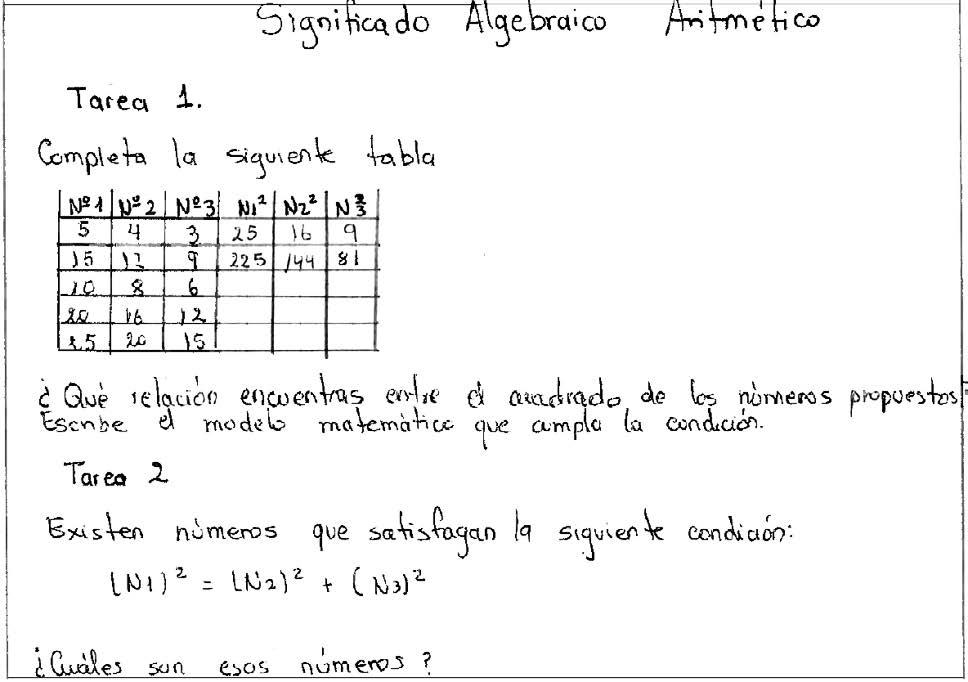 Significado Algebraico Aritmético
Tarea 1.
Completa la siguiente tabla
Nº1 Nº2 Nº3 N1² N2² N3²
5 4 3 25 16 9
15 12 9 225 144 81
10 8 6
20 16 12
25 20 15
¿Qué relación encuentras entre el cuadrado de los números propuestos?
Escribe el modelo matemático que cumpla la condición.
Tarea 2
Existen números que satisfagan la siguiente condición:
(N1)² = (N2)² + (N3)²
¿Cuáles son esos números?